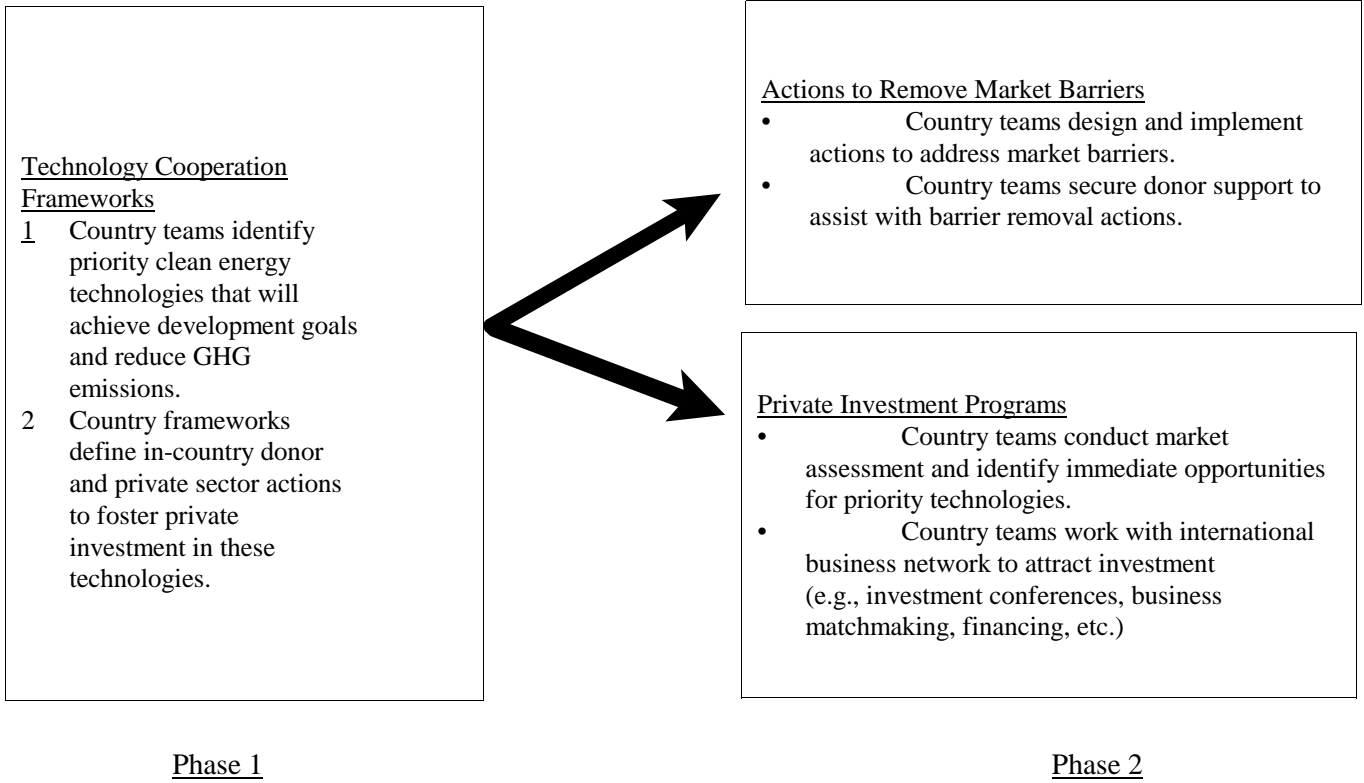 Technology Cooperation
Frameworks
1 Country teams identify
priority clean energy
technologies that will
achieve development goals
and reduce GHG
emissions.
2 Country frameworks
define in-country donor
and private sector actions
to foster private
investment in these
technologies.
Actions to Remove Market Barriers
• Country teams design and implement
actions to address market barriers.
• Country teams secure donor support to
assist with barrier removal actions.
Private Investment Programs
• Country teams conduct market
assessment and identify immediate opportunities
for priority technologies.
• Country teams work with international
business network to attract investment
(e.g., investment conferences, business
matchmaking, financing, etc.)
Phase 1
Phase 2